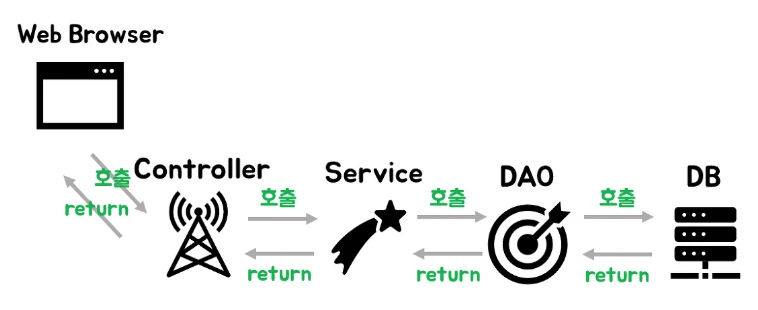 Web Browser
호출
return
Controller
호출
return
Service
호출
return
DAO
호출
return
DB